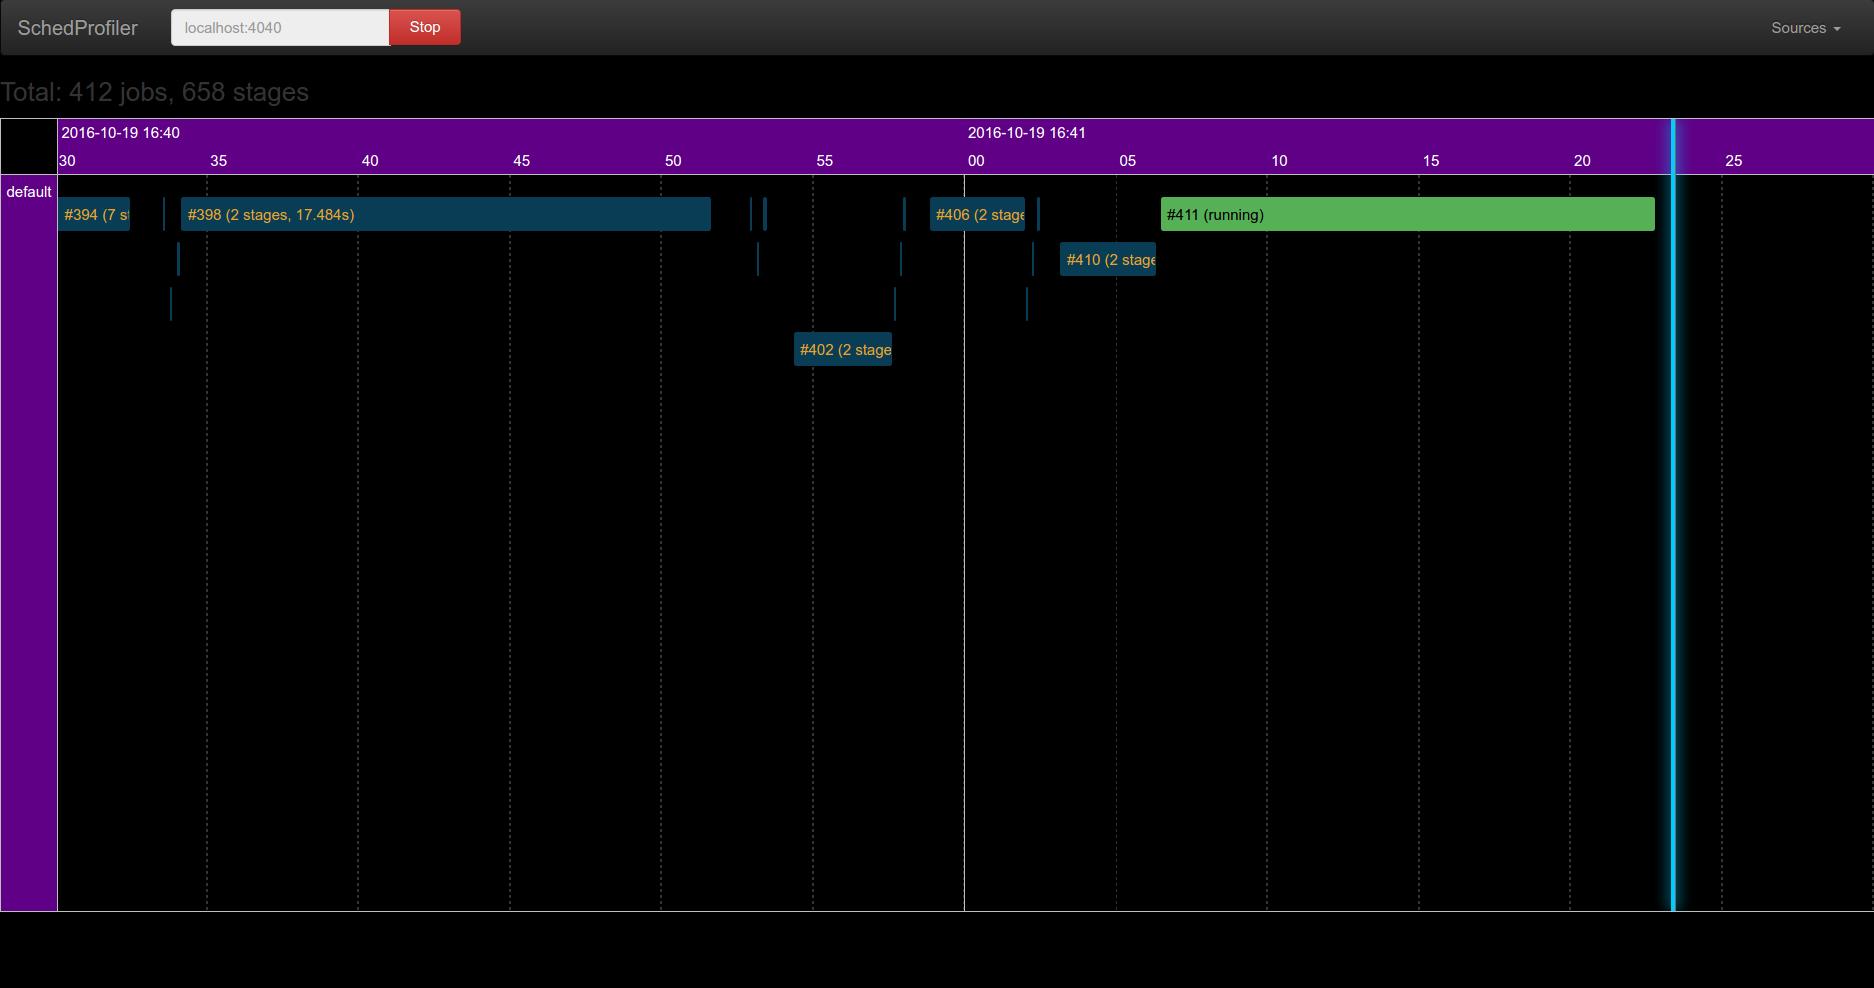 SchedProfiler localhost:4040 Stop Sources
Total: 412 jobs, 658 stages
2016-10-19 16:40 2016-10-19 16:41
30 35 40 45 50 55 00 05 10 15 20 25
default
#394 (7 st #398 (2 stages, 17.484s) #406 (2 stage #411 (running)
#410 (2 stage
#402 (2 stage